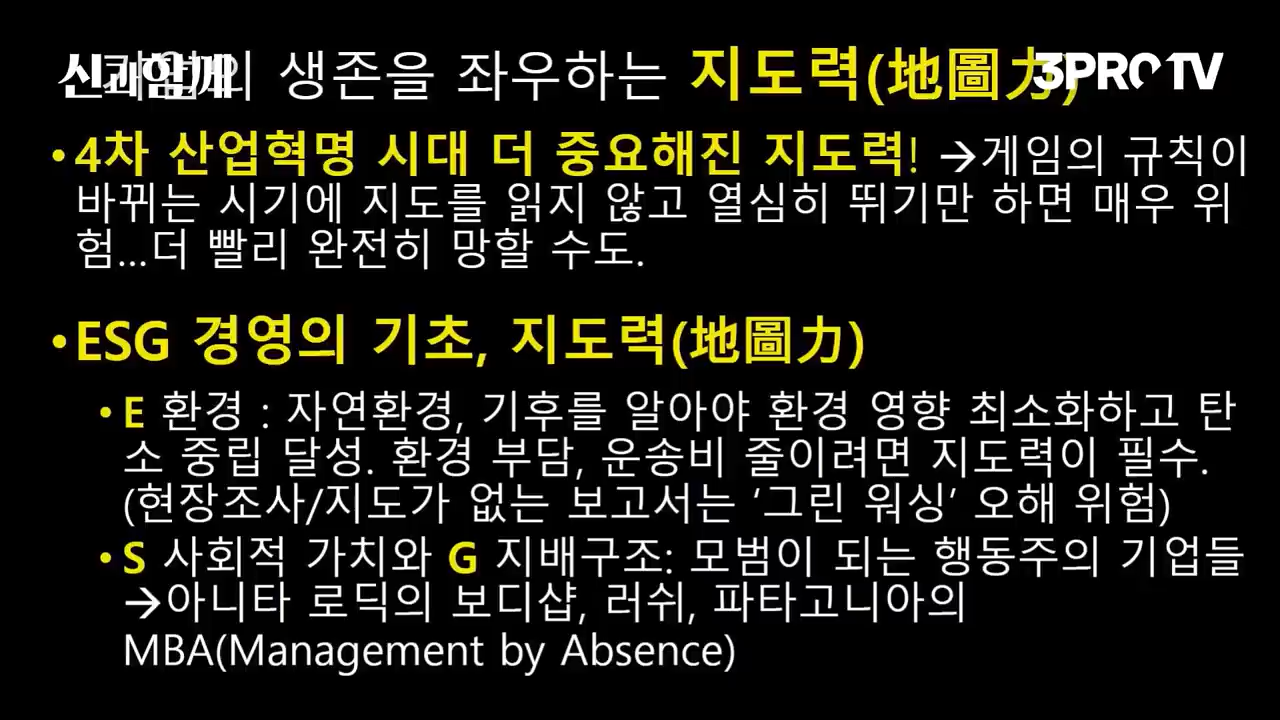 신과함께 의 생존을 좌우하는 지도력(地圖力) 3PROTV
•4차 산업혁명 시대 더 중요해진 지도력! →게임의 규칙이
바뀌는 시기에 지도를 읽지 않고 열심히 뛰기만 하면 매우 위
험...더 빨리 완전히 망할 수도.
•ESG 경영의 기초, 지도력(地圖力)
•E 환경 : 자연환경, 기후를 알아야 환경 영향 최소화하고 탄
소 중립 달성. 환경 부담, 운송비 줄이려면 지도력이 필수.
(현장조사/지도가 없는 보고서는 ‘그린 워싱’ 오해 위험)
•S 사회적 가치와 G 지배구조: 모범이 되는 행동주의 기업들
→아니타 로딕의 보디샵, 러쉬, 파타고니아의
MBA(Management by Absence)